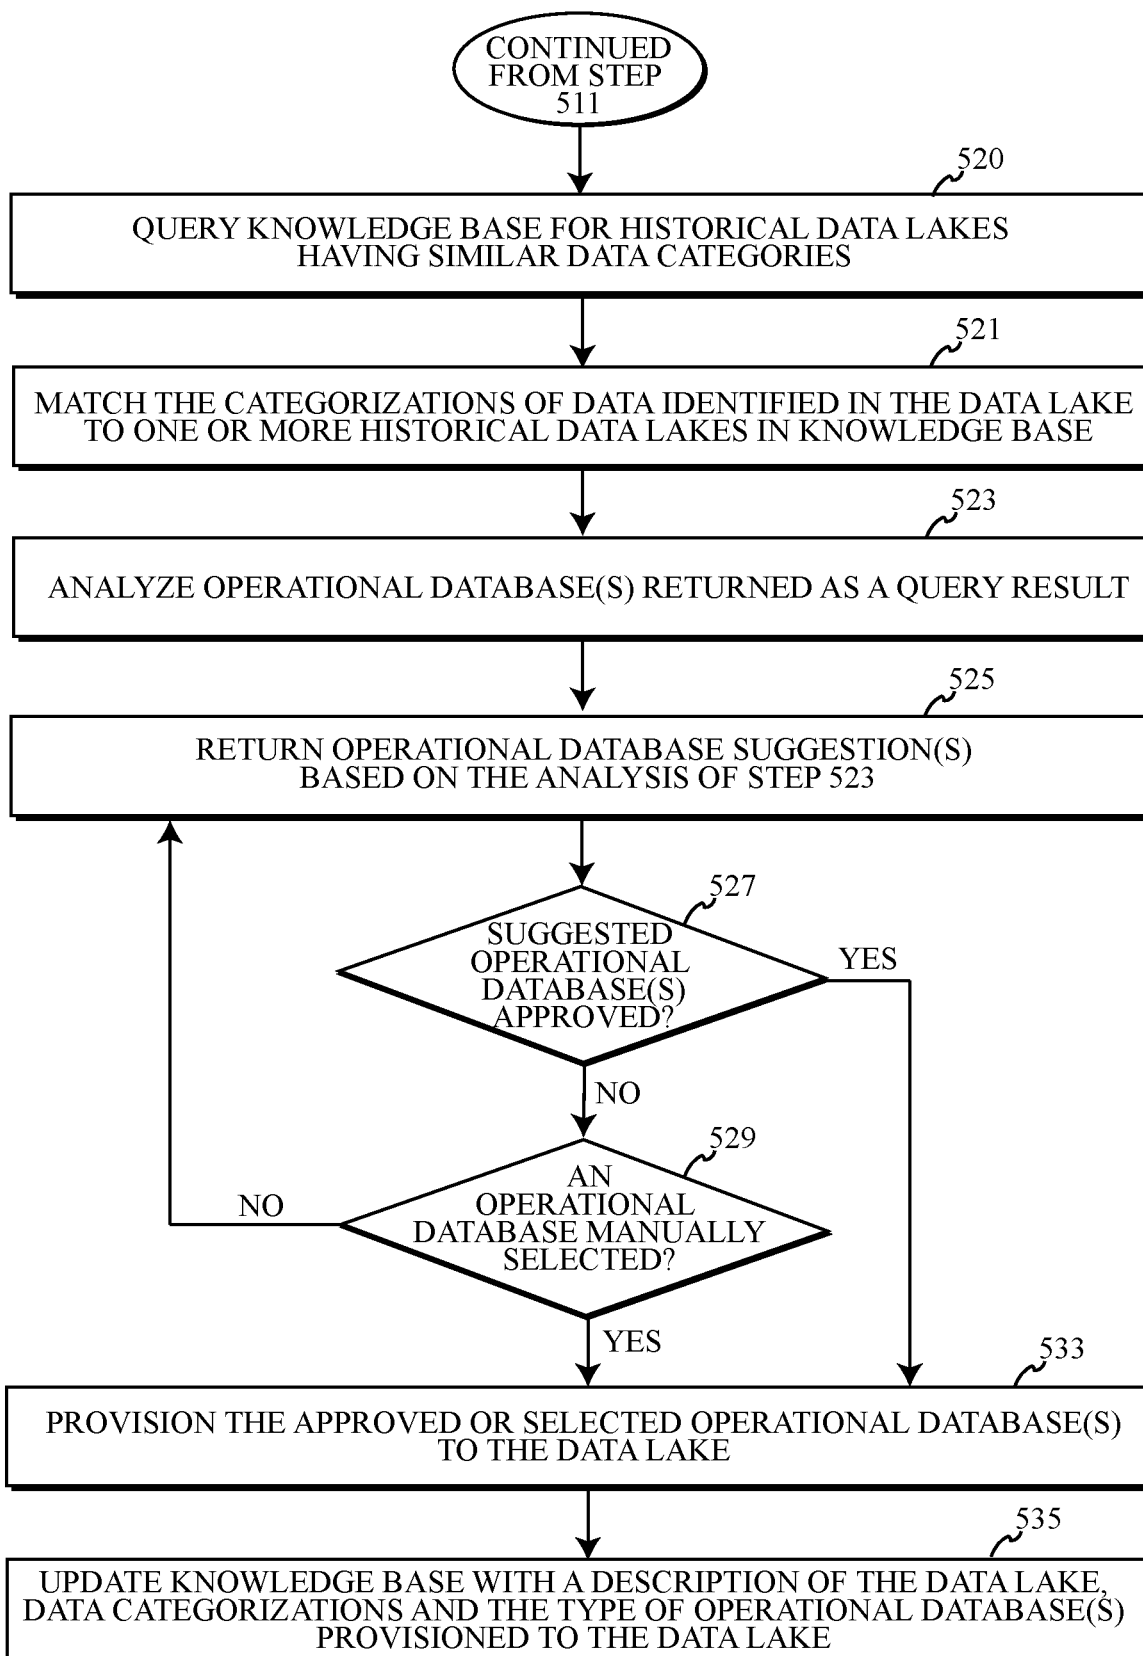 CONTINUED
FROM STEP
511
520
QUERY KNOWLEDGE BASE FOR HISTORICAL DATA LAKES
HAVING SIMILAR DATA CATEGORIES
521
MATCH THE CATEGORIZATIONS OF DATA IDENTIFIED IN THE DATA LAKE
TO ONE OR MORE HISTORICAL DATA LAKES IN KNOWLEDGE BASE
523
ANALYZE OPERATIONAL DATABASE(S) RETURNED AS A QUERY RESULT
525
RETURN OPERATIONAL DATABASE SUGGESTION(S)
BASED ON THE ANALYSIS OF STEP 523
527
SUGGESTED
OPERATIONAL
DATABASE(S)
APPROVED?
YES
NO
529
AN
OPERATIONAL
DATABASE MANUALLY
SELECTED?
NO
YES
533
PROVISION THE APPROVED OR SELECTED OPERATIONAL DATABASE(S)
TO THE DATA LAKE
535
UPDATE KNOWLEDGE BASE WITH A DESCRIPTION OF THE DATA LAKE,
DATA CATEGORIZATIONS AND THE TYPE OF OPERATIONAL DATABASE(S)
PROVISIONED TO THE DATA LAKE